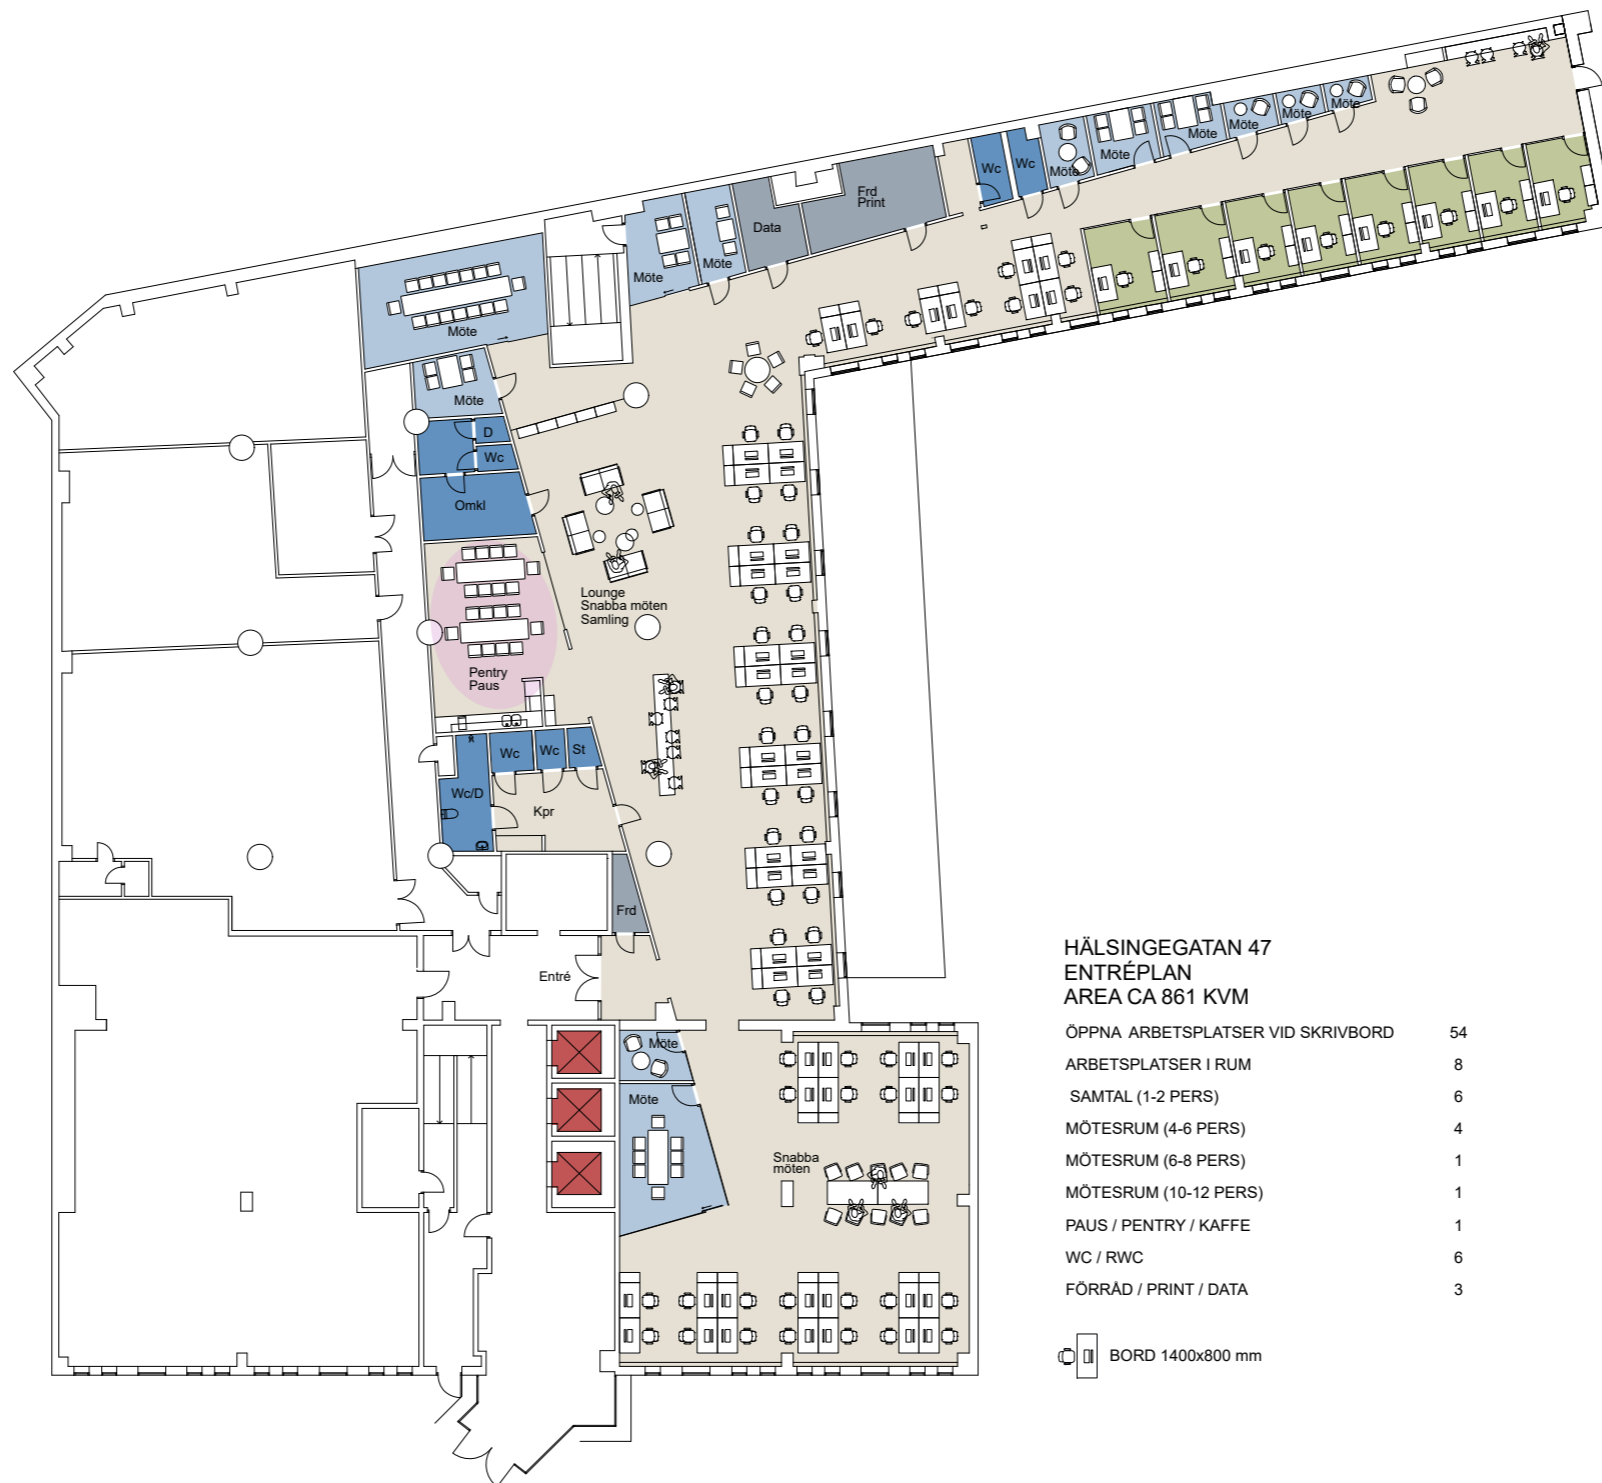 Möte
Möte
Möte
Möte
Möte
Möte
Wc
Wc
Frd
Print
Data
Möte
Möte
Möte
Möte
D
Wc
Omkl
Lounge
Snabba möten
Samling
Pentry
Paus
Wc
Wc
St
Wc/D
Kpr
Frd
Entré
Möte
Möte
Snabba
möten
HÄLSINGEGATAN 47
ENTRÉPLAN
AREA CA 861 KVM
ÖPPNA ARBETSPLATSER VID SKRIVBORD 54
ARBETSPLATSER I RUM 8
SAMTAL (1-2 PERS) 6
MÖTESRUM (4-6 PERS) 4
MÖTESRUM (6-8 PERS) 1
MÖTESRUM (10-12 PERS) 1
PAUS / PENTRY / KAFFE 1
WC / RWC 6
FÖRRÅD / PRINT / DATA 3
BORD 1400x800 mm